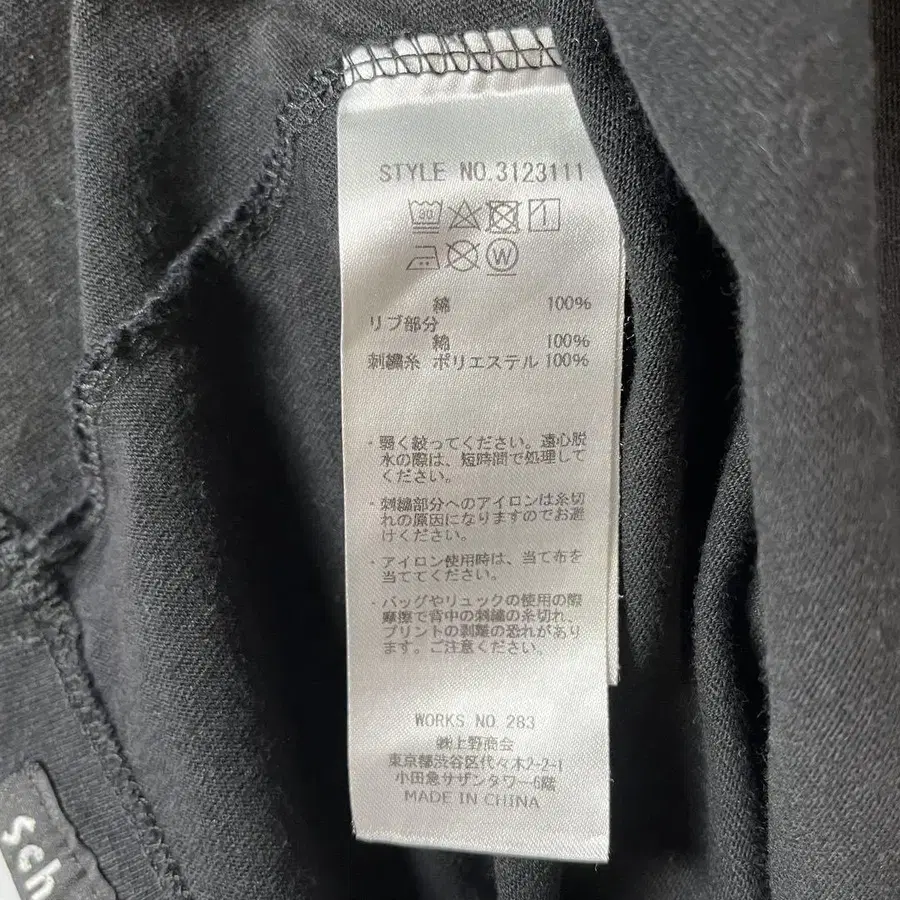 STYLE NO.3123111
30
W
綿 100%
リブ部分
綿 100%
刺繍糸 ポリエステル 100%
・弱く絞ってください。遠心脱
水の際は、短時間で処理して
ください。
・刺繍部分へのアイロンは糸切
れの原因になりますのでお避
けください。
・アイロン使用時は、当て布を
当ててください。
・バッグやリュックの使用の際
摩擦で背中の刺繍の糸切れ、
プリントの剥離の恐れがあり
ます。ご注意ください。
WORKS NO 283
㈱上野商会
東京都渋谷区代々木2-2-1
小田急サザンタワー6階
MADE IN CHINA
sch